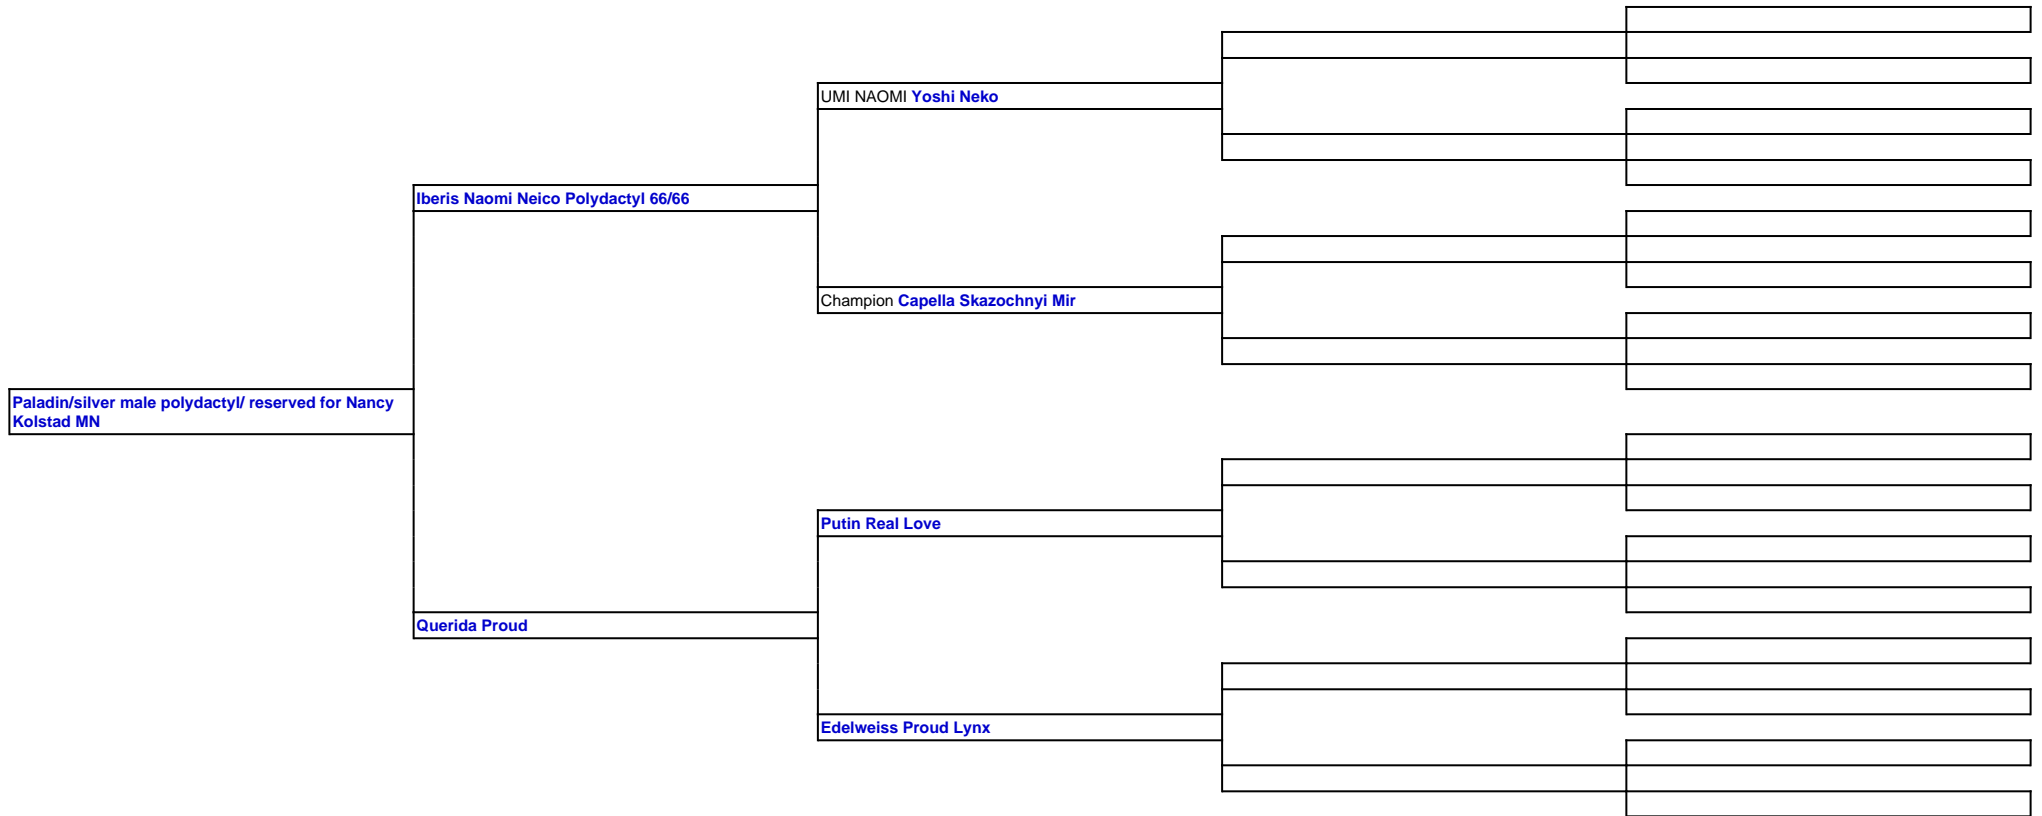 UMI NAOMI Yoshi Neko
Iberis Naomi Neico Polydactyl 66/66
Champion Capella Skazochnyi Mir
Paladin/silver male polydactyl/ reserved for Nancy
Kolstad MN
Putin Real Love
Querida Proud
Edelweiss Proud Lynx